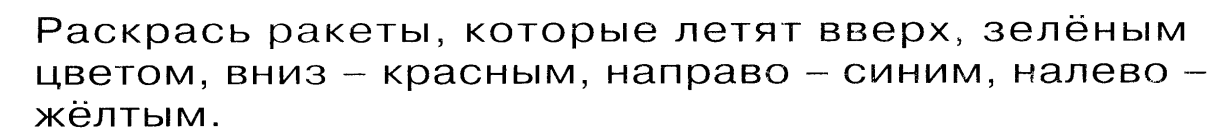 Раскрась ракеты, которые летят вверх, зелёным
цветом, вниз – красным, направо – синим, налево –
жёлтым.